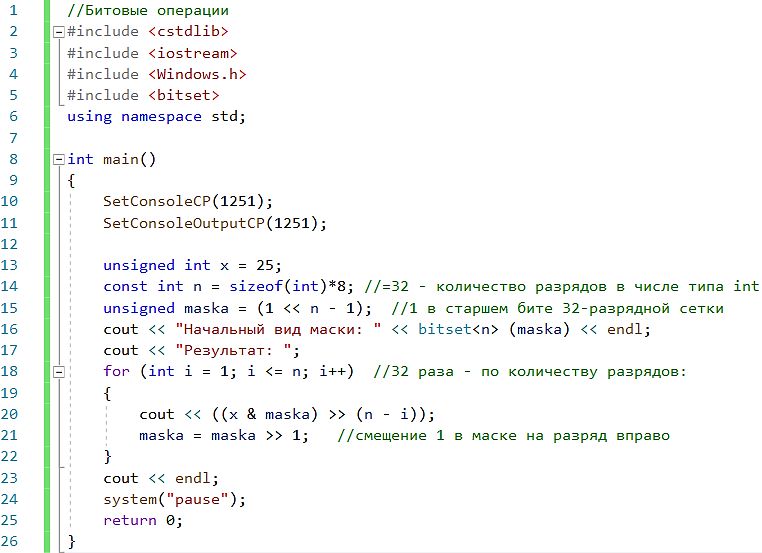 1 //Битовые операции
2 #include <cstdlib>
3 #include <iostream>
4 #include <Windows.h>
5 #include <bitset>
6 using namespace std;
7
8 int main()
9 {
10 SetConsoleCP(1251);
11 SetConsoleOutputCP(1251);
12
13 unsigned int x = 25;
14 const int n = sizeof(int)*8; //=32 - количество разрядов в числе типа int
15 unsigned maska = (1 << n - 1); //1 в старшем бите 32-разрядной сетки
16 cout << "Начальный вид маски: " << bitset<n> (maska) << endl;
17 cout << "Результат: ";
18 for (int i = 1; i <= n; i++) //32 раза - по количеству разрядов:
19 {
20 cout << ((x & maska) >> (n - i));
21 maska = maska >> 1; //смещение 1 в маске на разряд вправо
22 }
23 cout << endl;
24 system("pause");
25 return 0;
26 }